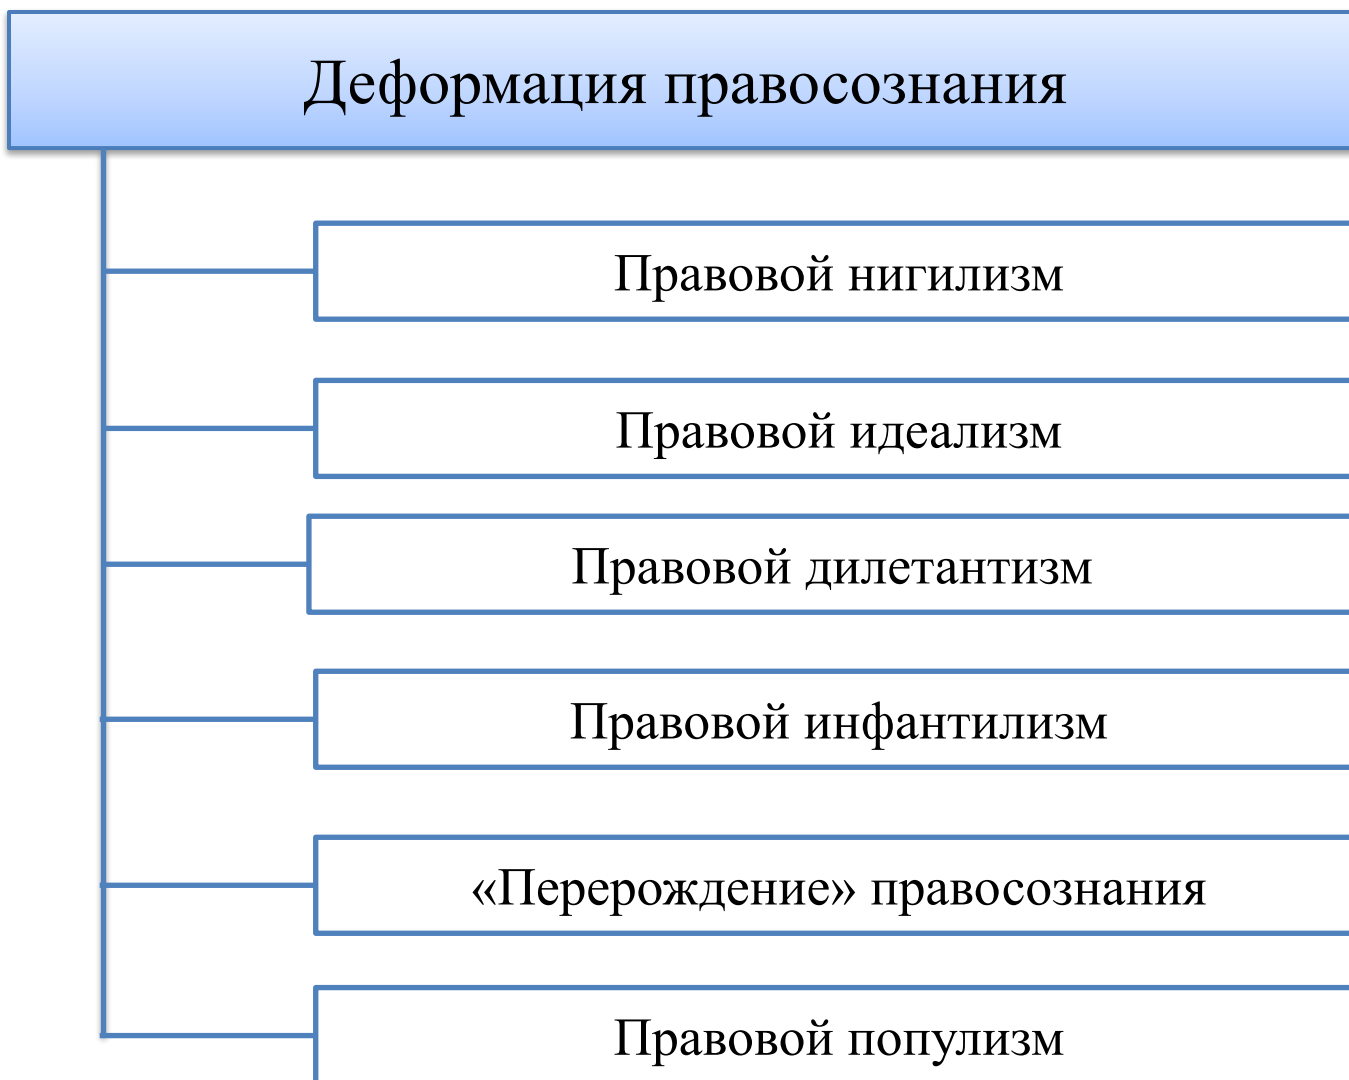 Деформация правосознания
Правовой нигилизм
Правовой идеализм
Правовой дилетантизм
Правовой инфантилизм
«Перерождение» правосознания
Правовой популизм